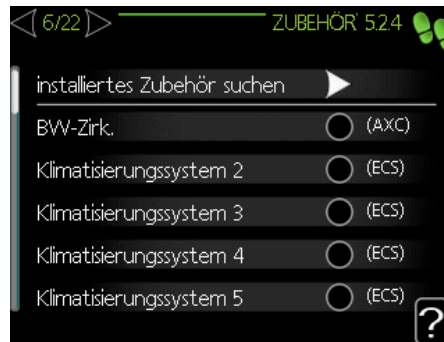 6/22 ZUBEHÖR 5.2.4
installiertes Zubehör suchen
BW-Zirk. (AXC)
Klimatisierungssystem 2 (ECS)
Klimatisierungssystem 3 (ECS)
Klimatisierungssystem 4 (ECS)
Klimatisierungssystem 5 (ECS)
?